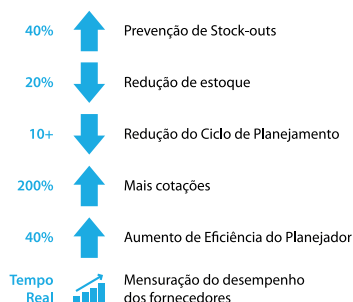 40% Prevenção de Stock-outs
20% Redução de estoque
10+ Redução do Ciclo de Planejamento
200% Mais cotações
40% Aumento de Eficiência do Planejador
Tempo Mensuração do desempenho
Real dos fornecedores